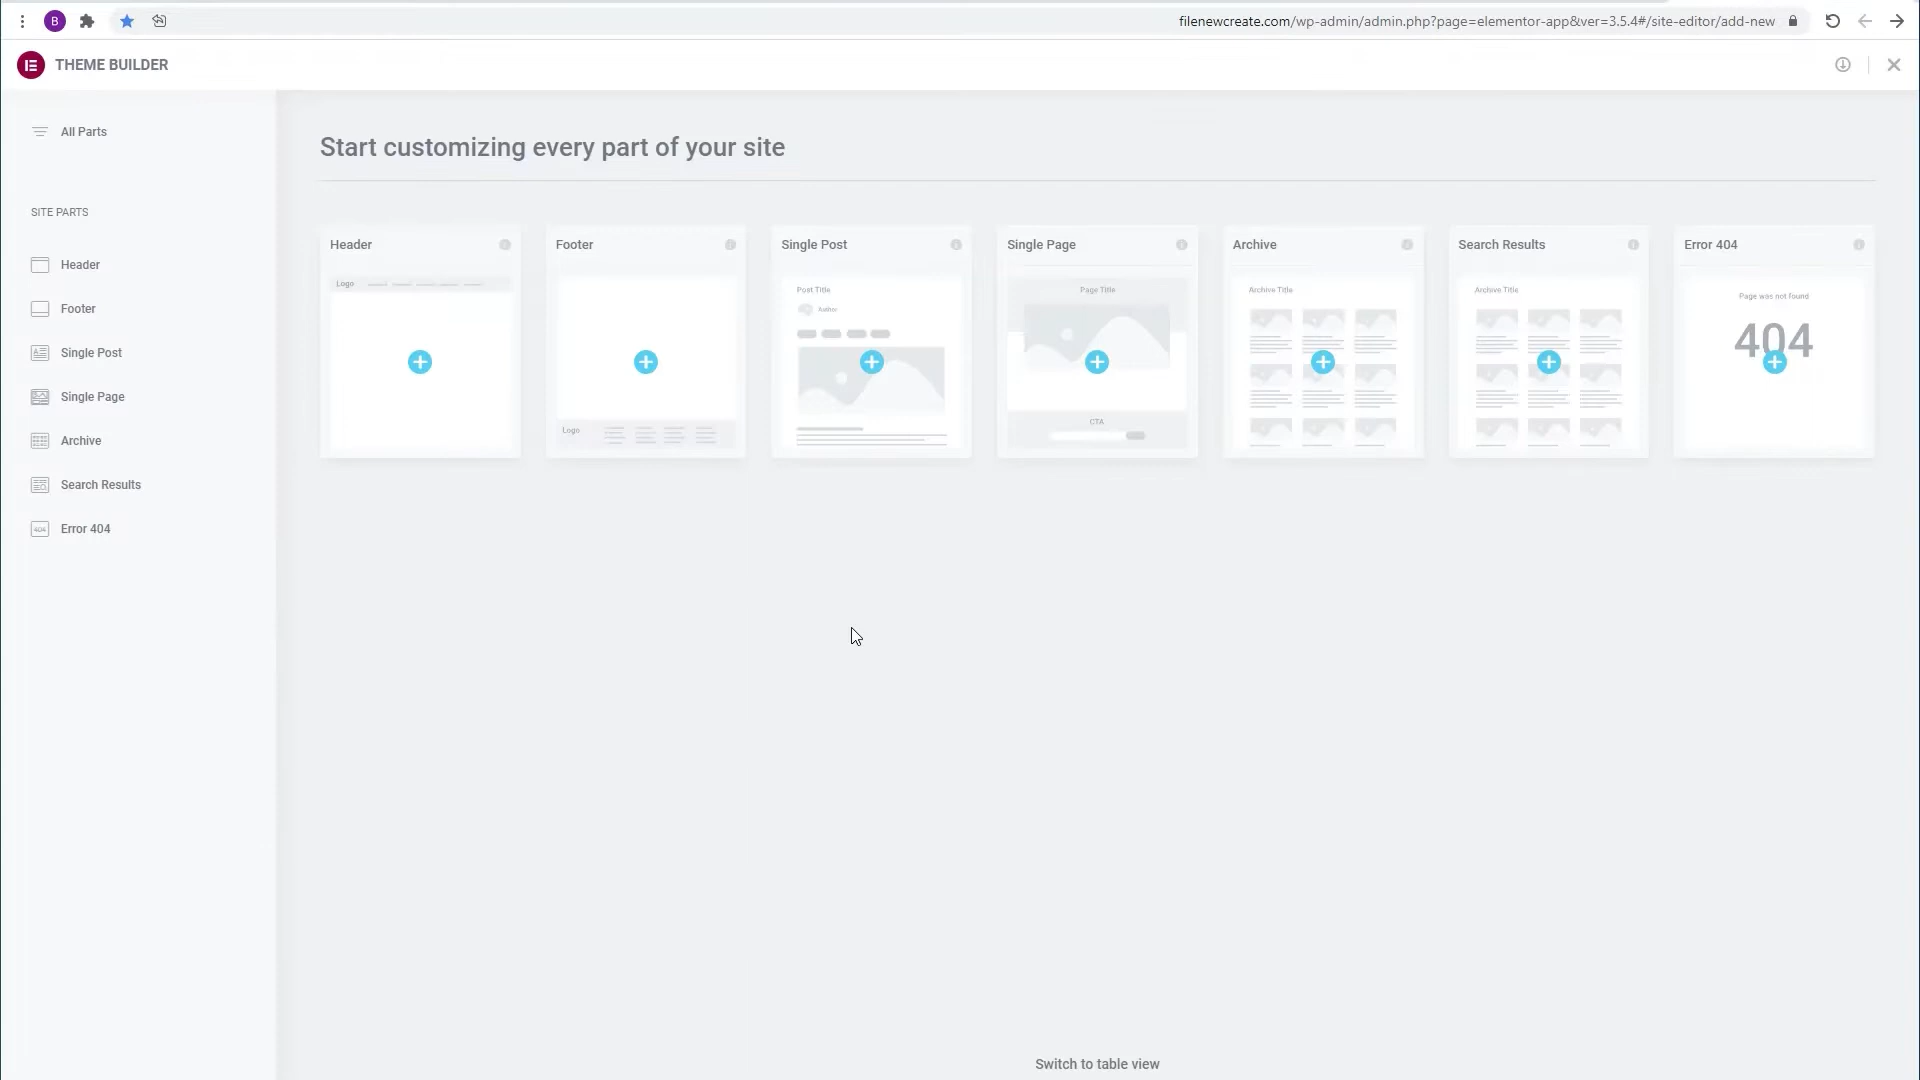 B
filenewcreate.com/wp-admin/admin.php?page=elementor-app&ver=3.5.4#/site-editor/add-new
THEME BUILDER
All Parts
SITE PARTS
Header
Footer
Single Post
Single Page
Archive
Search Results
404
Error 404
Start customizing every part of your site
Header
Logo
Footer
Logo
Single Post
Post Title
Author
Single Page
Page Title
CTA
Archive
Archive Title
Search Results
Archive Title
Error 404
Page was not found
404
Switch to table view